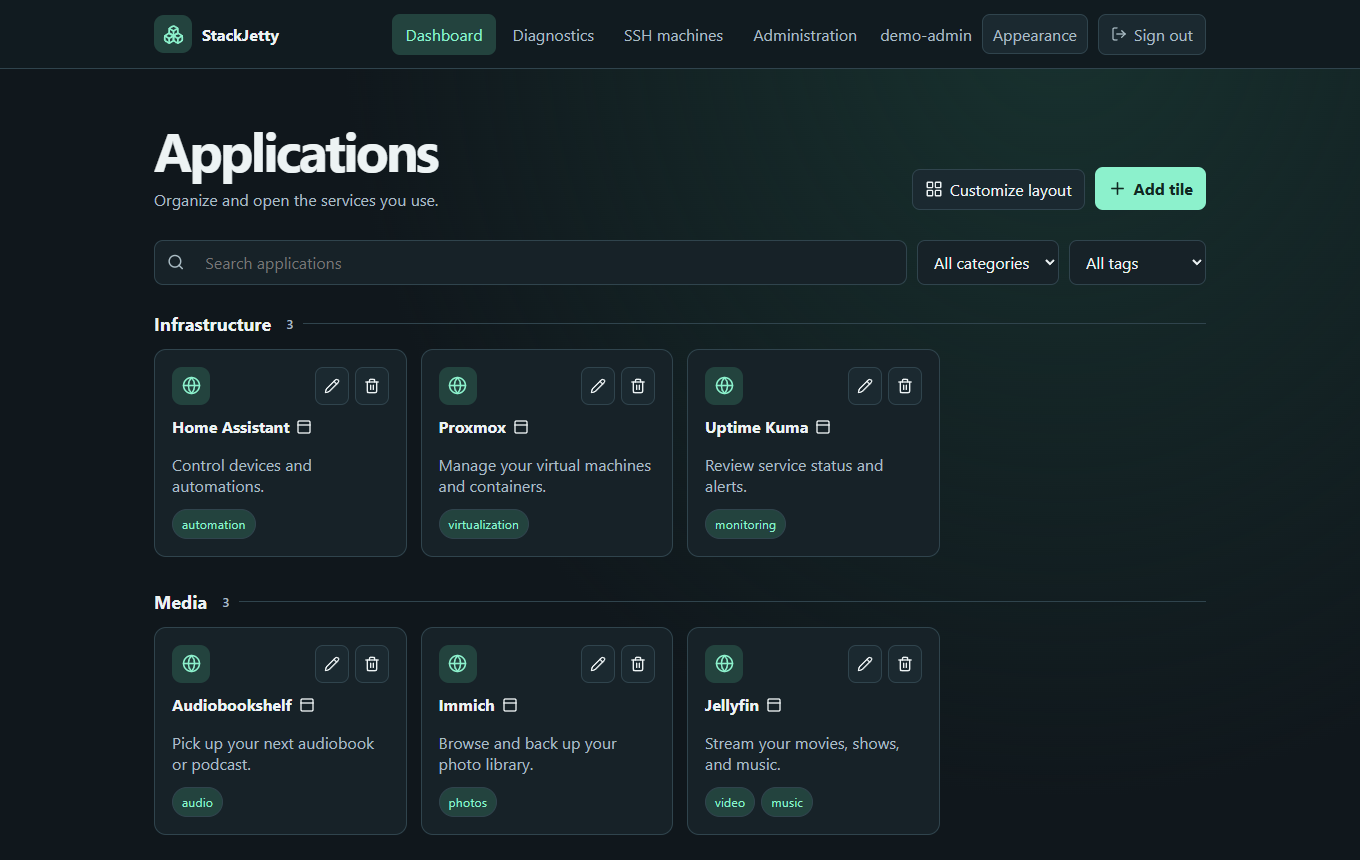 StackJetty
Dashboard
Diagnostics
SSH machines
Administration
demo-admin
Appearance
Sign out
Applications
Organize and open the services you use.
Customize layout
Add tile
Search applications
All categories
All tags
Infrastructure 3
Home Assistant
Control devices and
automations.
automation
Proxmox
Manage your virtual machines
and containers.
virtualization
Uptime Kuma
Review service status and
alerts.
monitoring
Media 3
Audiobookshelf
Pick up your next audiobook
or podcast.
audio
Immich
Browse and back up your
photo library.
photos
Jellyfin
Stream your movies, shows,
and music.
video
music